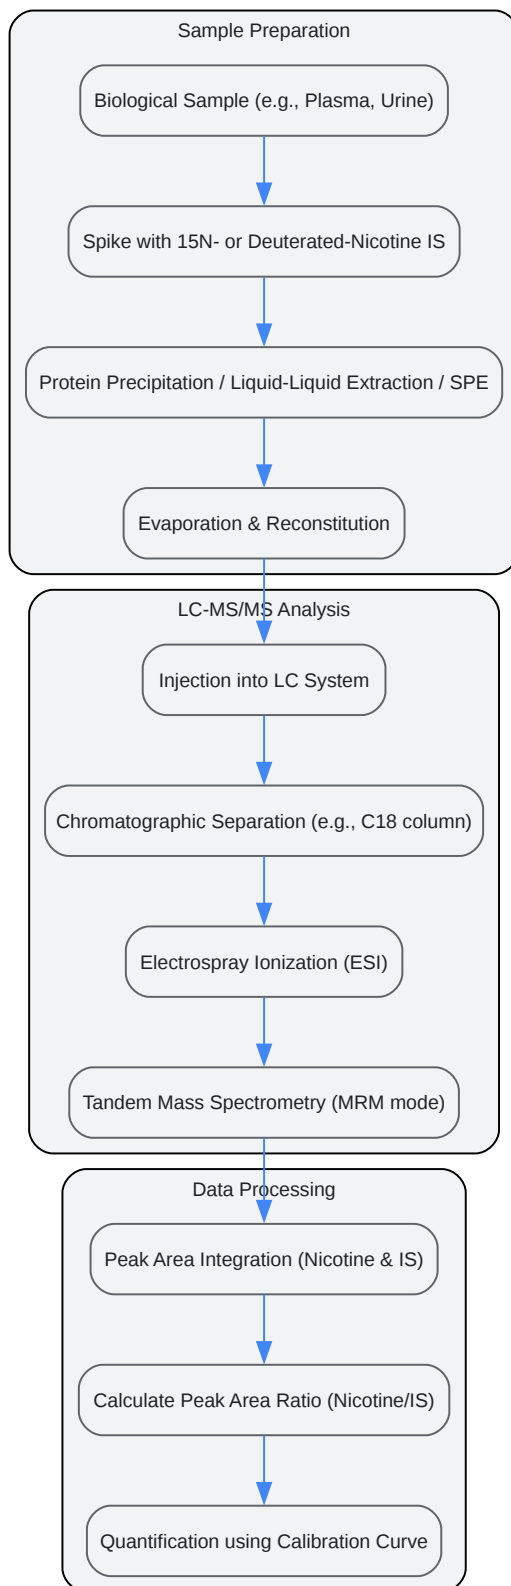 Sample Preparation
Biological Sample (e.g., Plasma, Urine)
Spike with 15N- or Deuterated-Nicotine IS
Protein Precipitation / Liquid-Liquid Extraction / SPE
Evaporation & Reconstitution
LC-MS/MS Analysis
Injection into LC System
Chromatographic Separation (e.g., C18 column)
Electrospray Ionization (ESI)
Tandem Mass Spectrometry (MRM mode)
Data Processing
Peak Area Integration (Nicotine & IS)
Calculate Peak Area Ratio (Nicotine/IS)
Quantification using Calibration Curve